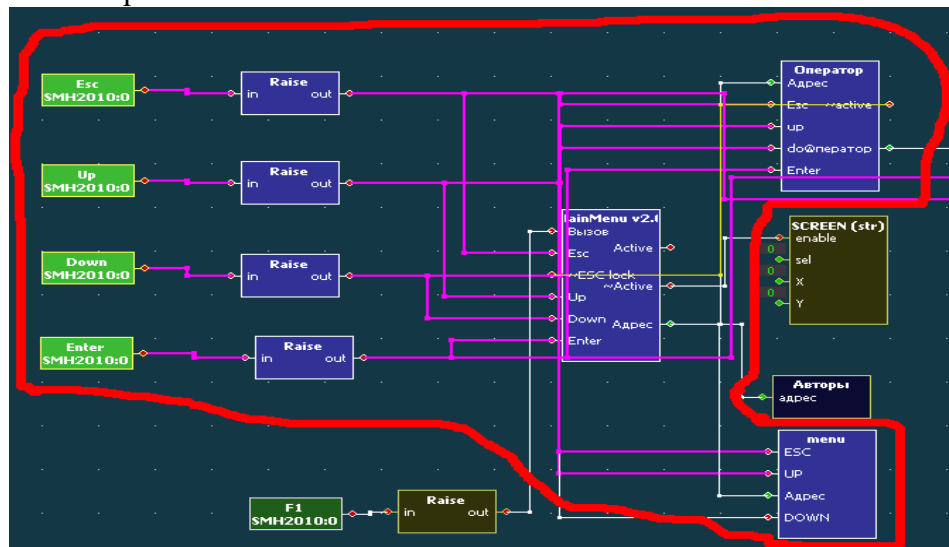 Esc
SMH2010:0
Raise
in
out
Up
SMH2010:0
Raise
in
out
Down
SMH2010:0
Raise
in
out
Enter
SMH2010:0
Raise
in
out
F1
SMH2010:0
Raise
in
out
lainMenu v2.0
Вызов
Active
Esc
~ESC lock
~Active
Up
Down
Адрес
Enter
Оператор
Адрес
Esc
~active
up
do@ператор
Enter
SCREEN (str)
enable
0
sel
0
X
0
Y
Авторы
адрес
menu
ESC
UP
Адрес
DOWN